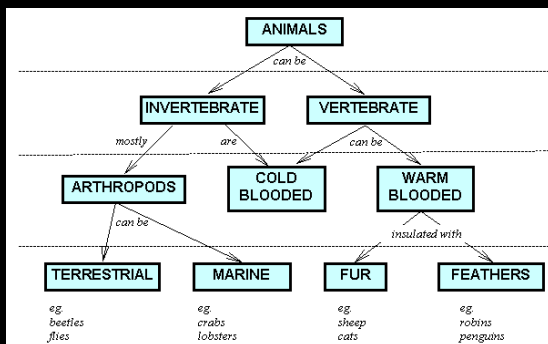 ANIMALS
can be
INVERTEBRATE
VERTEBRATE
mostly
are
can be
ARTHROPODS
COLD
BLOODED
WARM
BLOODED
can be
insulated with
TERRESTRIAL
MARINE
FUR
FEATHERS
eg.
beetles
flies
eg.
crabs
lobsters
eg.
sheep
cats
eg.
robins
penguins